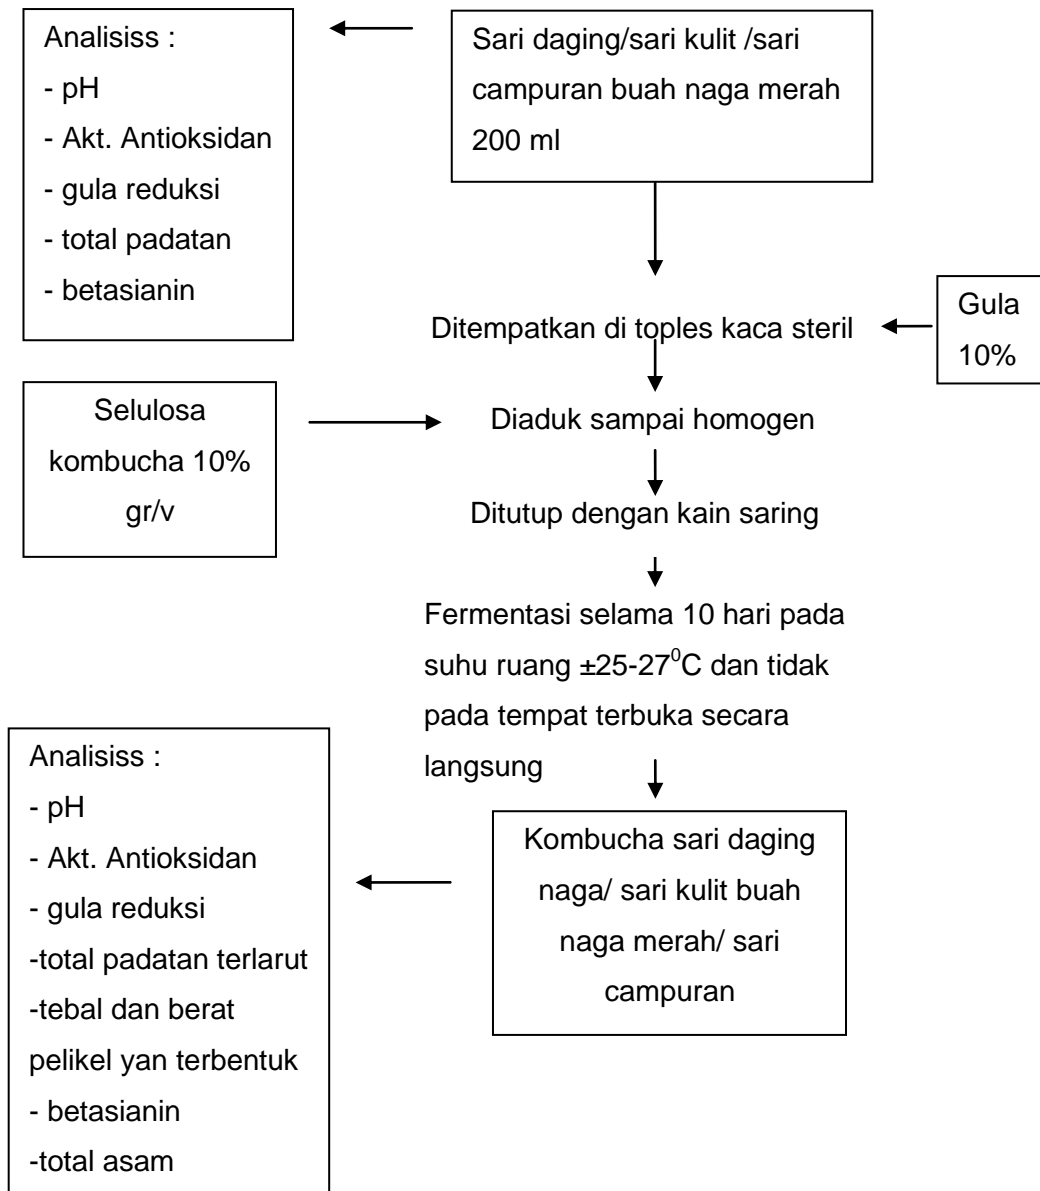 Analisiss :
- pH
- Akt. Antioksidan
- gula reduksi
- total padatan
- betasianin
Sari daging/sari kulit /sari
campuran buah naga merah
200 ml
Ditempatkan di toples kaca steril
Gula
10%
Selulosa
kombucha 10%
gr/v
Diaduk sampai homogen
Ditutup dengan kain saring
Fermentasi selama 10 hari pada
suhu ruang ±25-27⁰C dan tidak
pada tempat terbuka secara
langsung
Kombucha sari daging
naga/ sari kulit buah
naga merah/ sari
campuran
Analisiss :
- pH
- Akt. Antioksidan
- gula reduksi
-total padatan terlarut
-tebal dan berat
pelikel yan terbentuk
- betasianin
-total asam